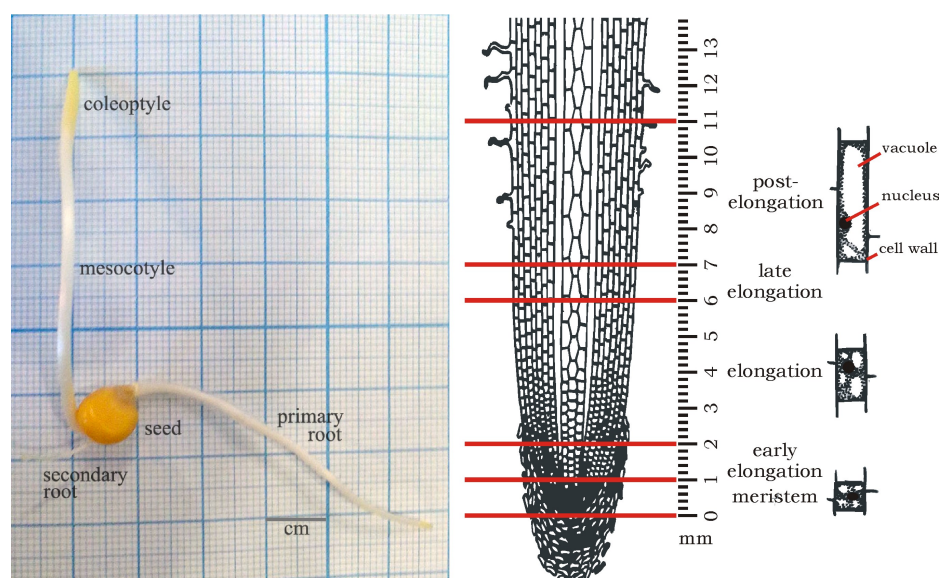 coleoptyle
mesocotyle
seed
primary
root
secondary
root
cm
13
12
11
10
9
8
7
6
5
4
3
2
1
0
mm
post-
elongation
late
elongation
elongation
early
elongation
meristem
vacuole
nucleus
cell wall